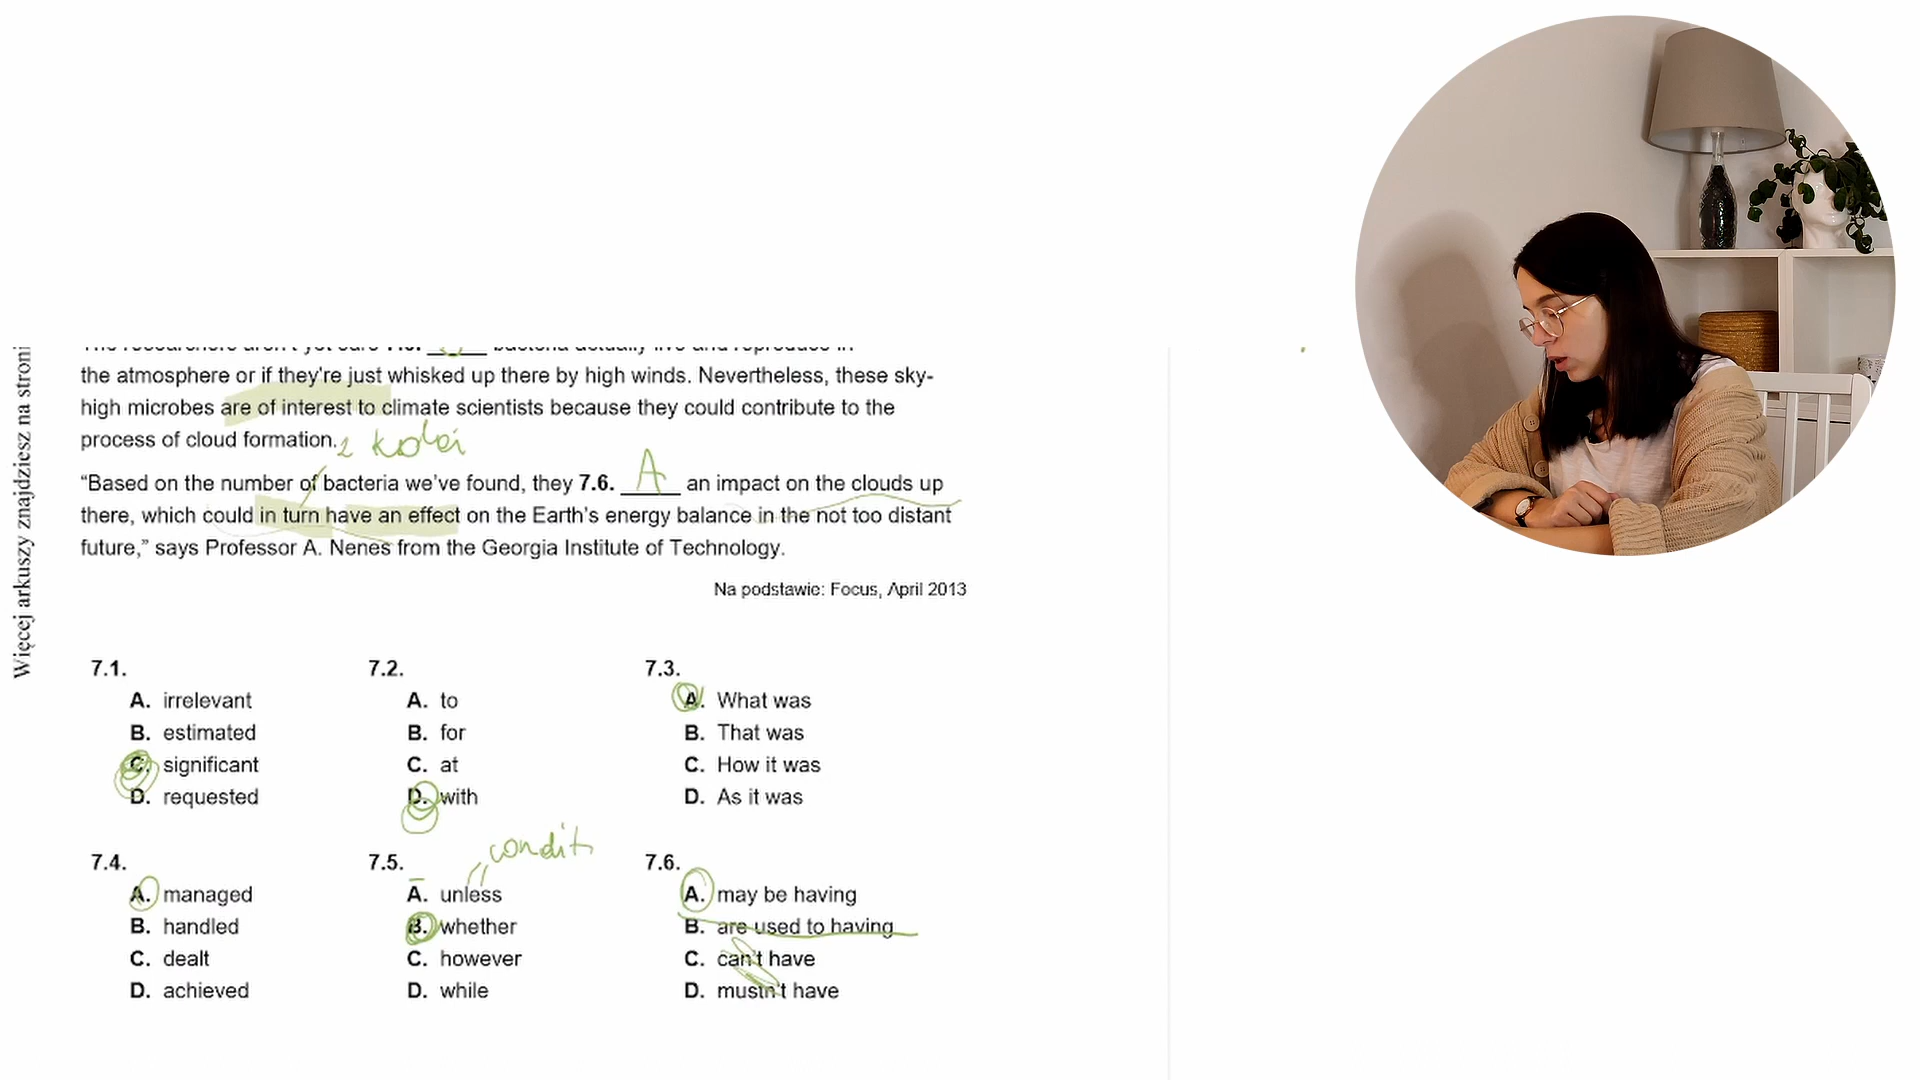 Więcej arkuszy znajdziesz na stroni
the atmosphere or if they're just whisked up there by high winds. Nevertheless, these sky-
high microbes are of interest to climate scientists because they could contribute to the
process of cloud formation.
z kolei
A
“Based on the number of bacteria we've found, they 7.6. ______ an impact on the clouds up
there, which could in turn have an effect on the Earth's energy balance in the not too distant
future,” says Professor A. Nenes from the Georgia Institute of Technology.
Na podstawie: Focus, April 2013
7.1.
A. irrelevant
B. estimated
C. significant
D. requested
7.2.
A. to
B. for
C. at
D. with
7.3.
A. What was
B. That was
C. How it was
D. As it was
7.4.
A. managed
B. handled
C. dealt
D. achieved
7.5.
condit
A. unless
B. whether
C. however
D. while
7.6.
A. may be having
B. are used to having
C. can't have
D. mustn't have